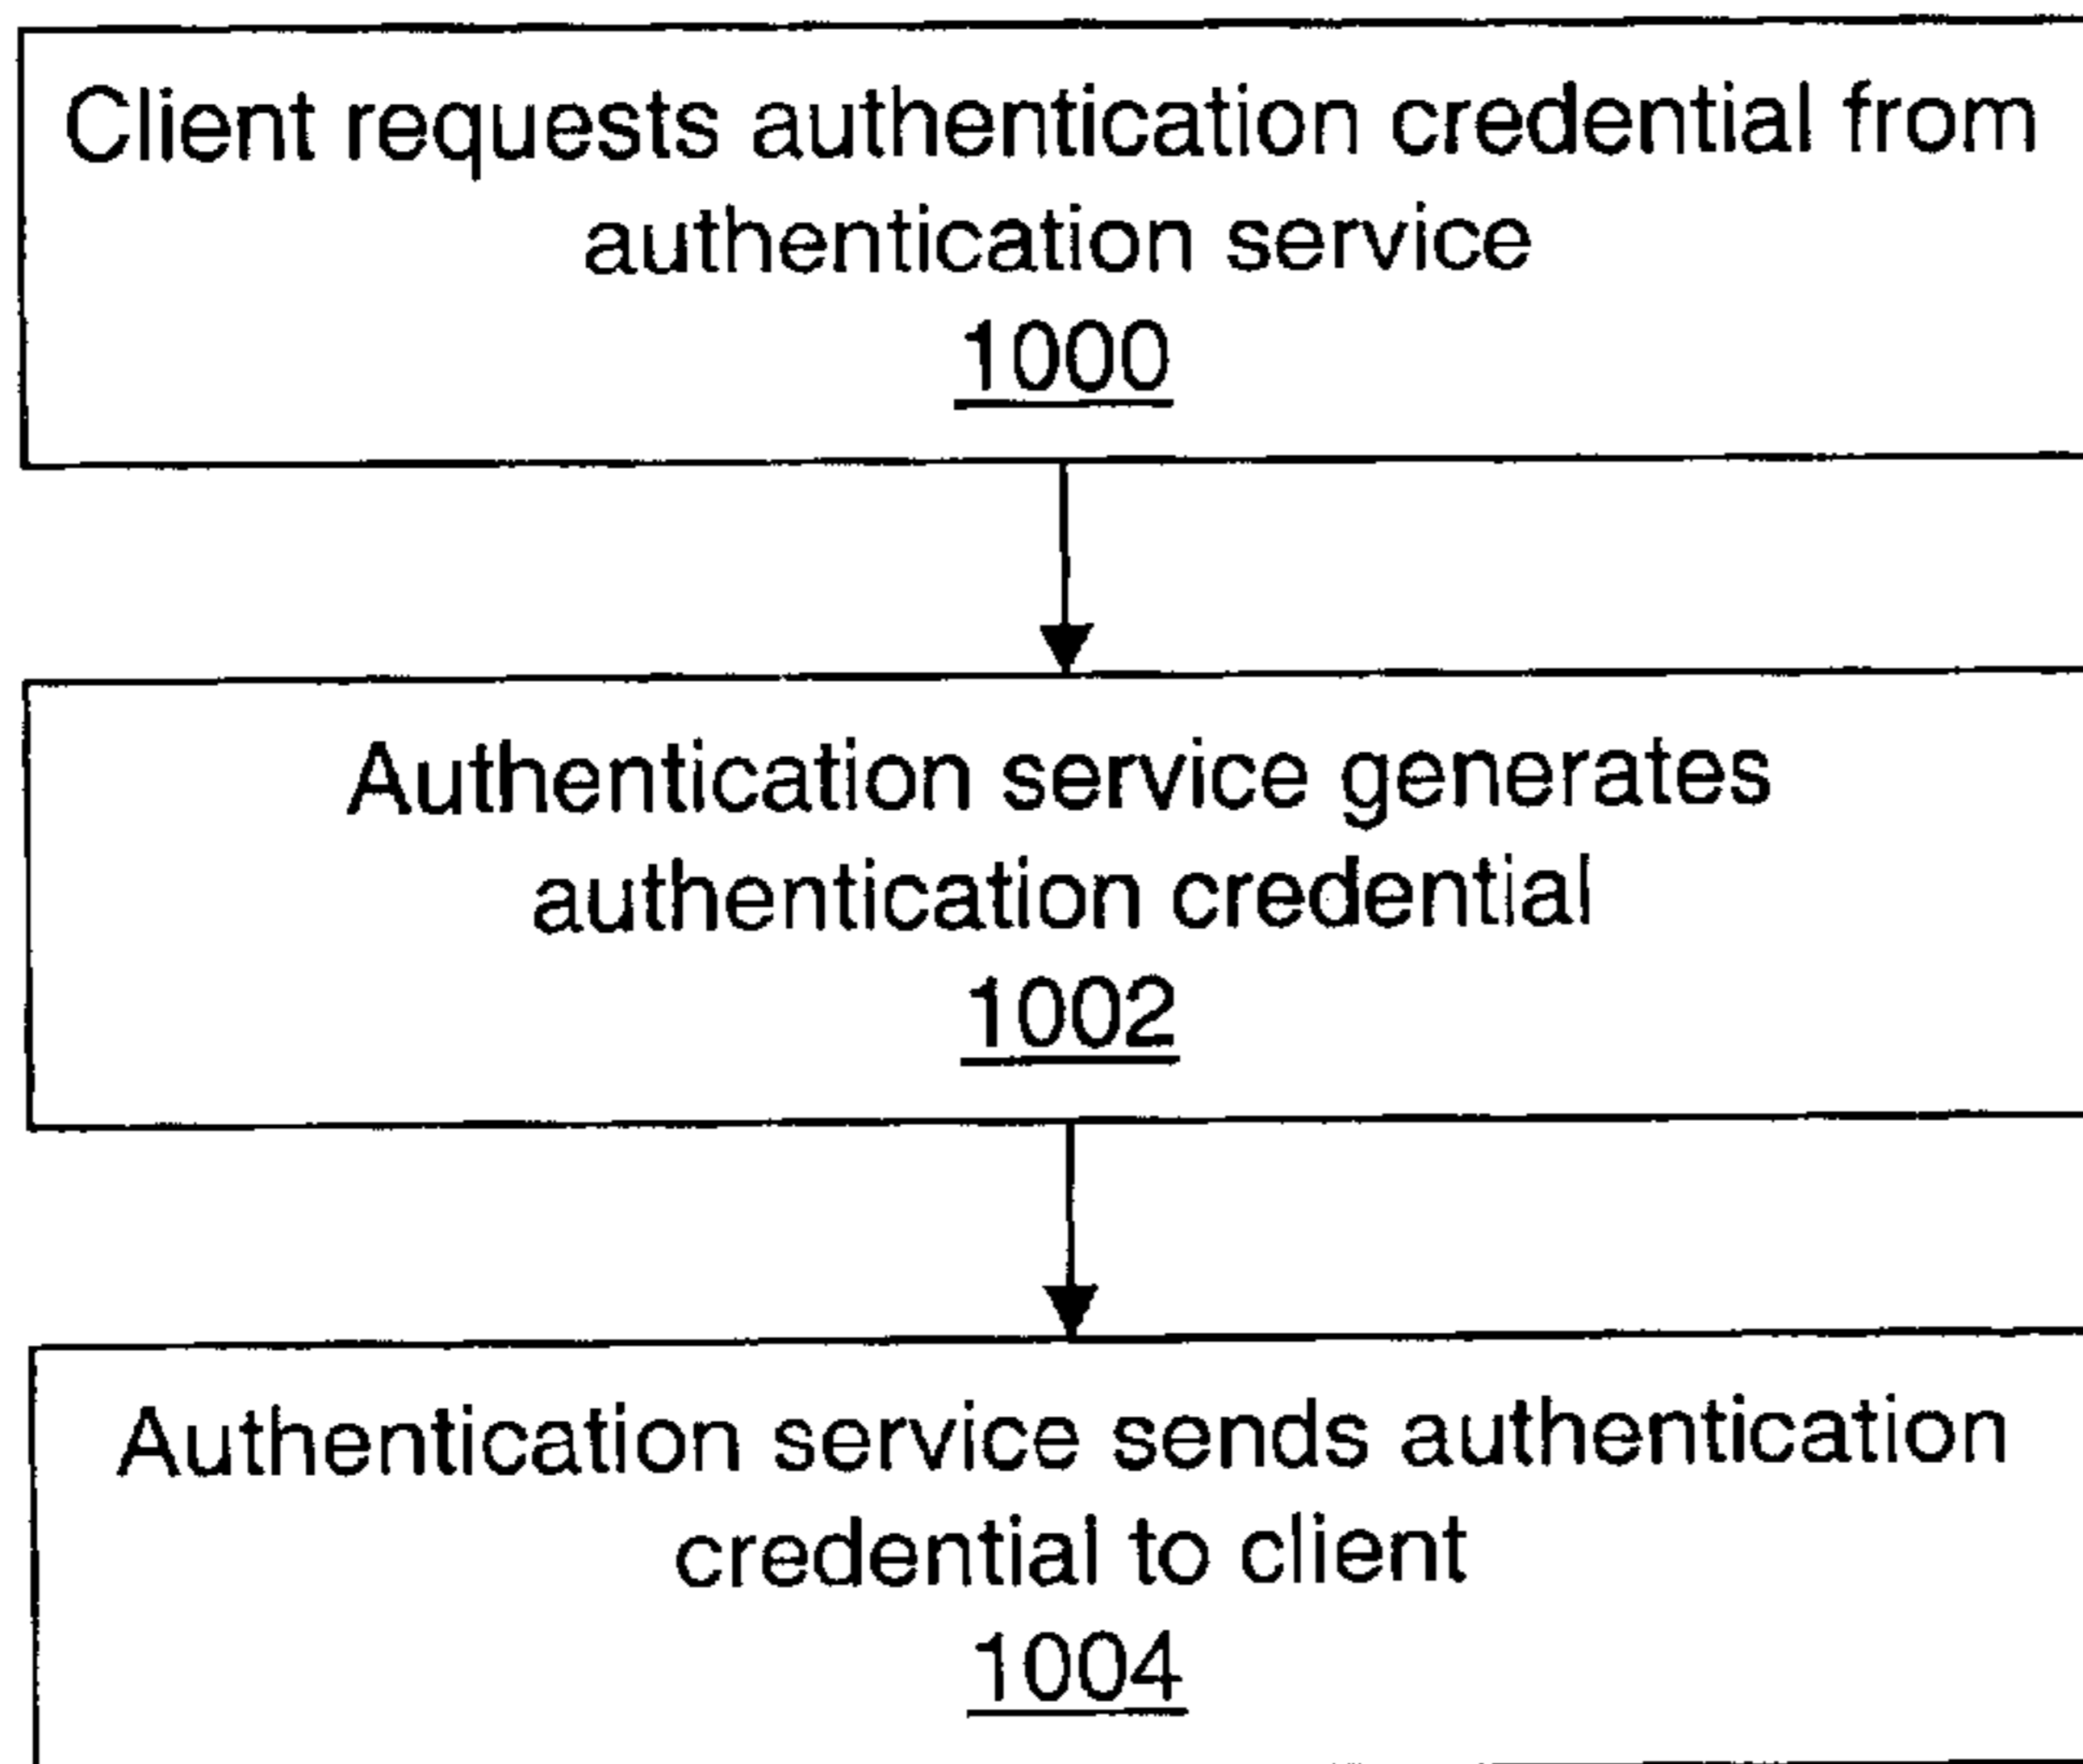 Client requests authentication credential from
authentication service
1000
Authentication service generates
authentication credential
1002
Authentication service sends authentication
credential to client
1004